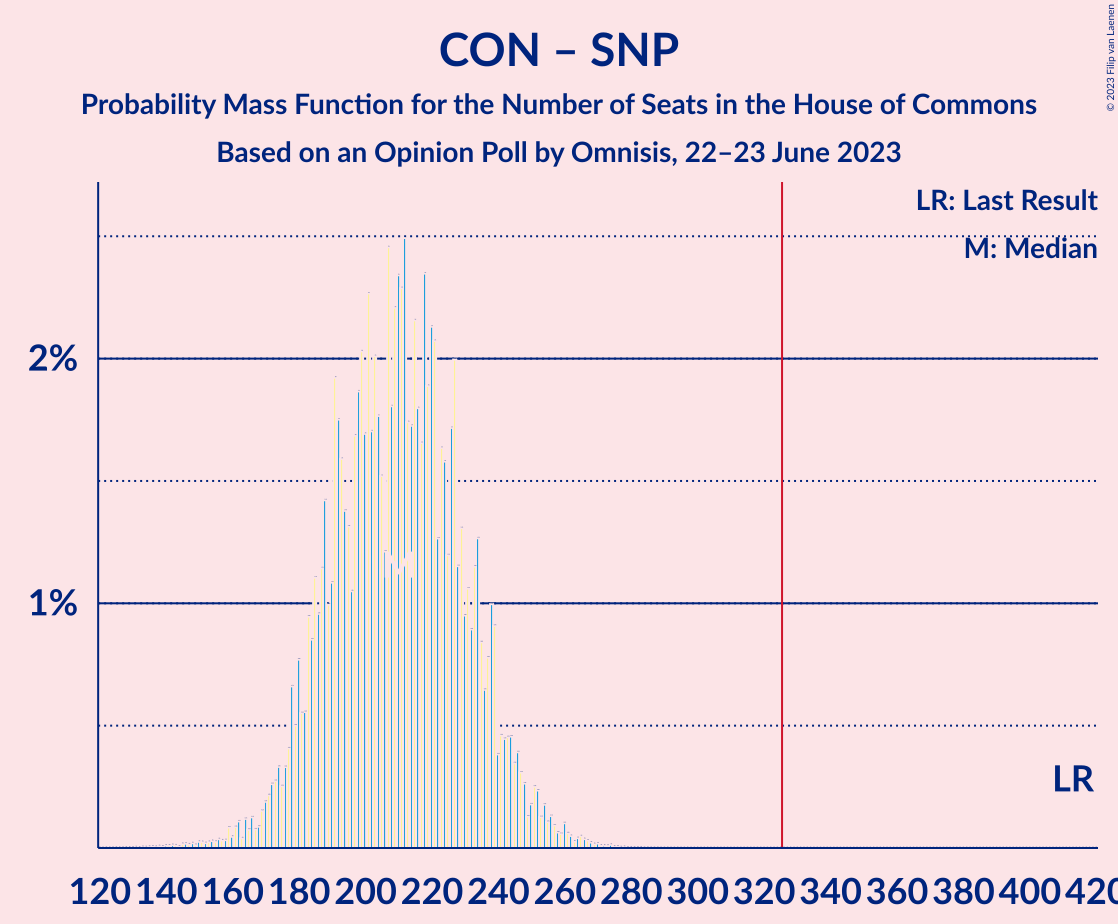 CON – SNP
Probability Mass Function for the Number of Seats in the House of Commons
Based on an Opinion Poll by Omnisis, 22–23 June 2023
© 2023 Filip van Laenen
LR: Last Result
M: Median
2%
1%
LR
120 140 160 180 200 220 240 260 280 300 320 340 360 380 400 420